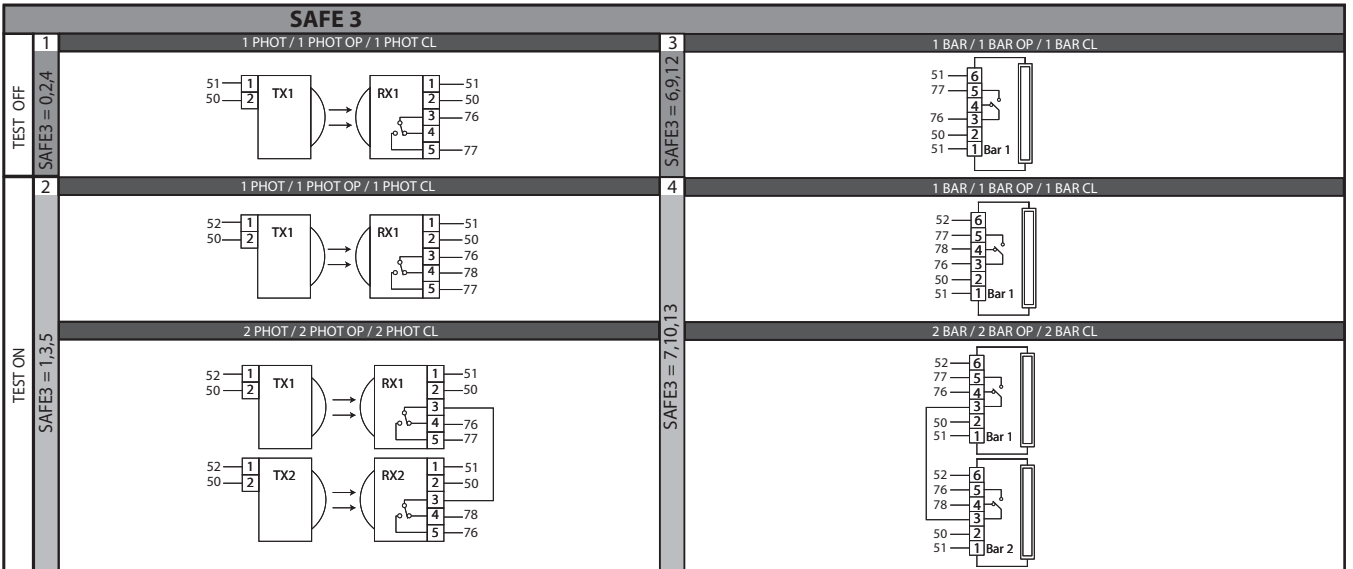 SAFE 3
TEST OFF
1
SAFE3 = 0,2,4
1 PHOT / 1 PHOT OP / 1 PHOT CL
51 1 TX1 RX1 1 51
50 2 2 50
3 76
4
5 77
3
SAFE3 = 6,9,12
1 BAR / 1 BAR OP / 1 BAR CL
51 6
77 5
4
76 3
50 2
51 1 Bar 1
TEST ON
2
SAFE3 = 1,3,5
1 PHOT / 1 PHOT OP / 1 PHOT CL
52 1 TX1 RX1 1 51
50 2 2 50
3 76
4 78
5 77
2 PHOT / 2 PHOT OP / 2 PHOT CL
52 1 TX1 RX1 1 51
50 2 2 50
3
4 76
5 77
52 1 TX2 RX2 1 51
50 2 2 50
3
4 78
5 76
4
SAFE3 = 7,10,13
1 BAR / 1 BAR OP / 1 BAR CL
52 6
77 5
78 4
76 3
50 2
51 1 Bar 1
2 BAR / 2 BAR OP / 2 BAR CL
52 6
77 5
76 4
3
50 2
51 1 Bar 1
52 6
76 5
78 4
3
50 2
51 1 Bar 2